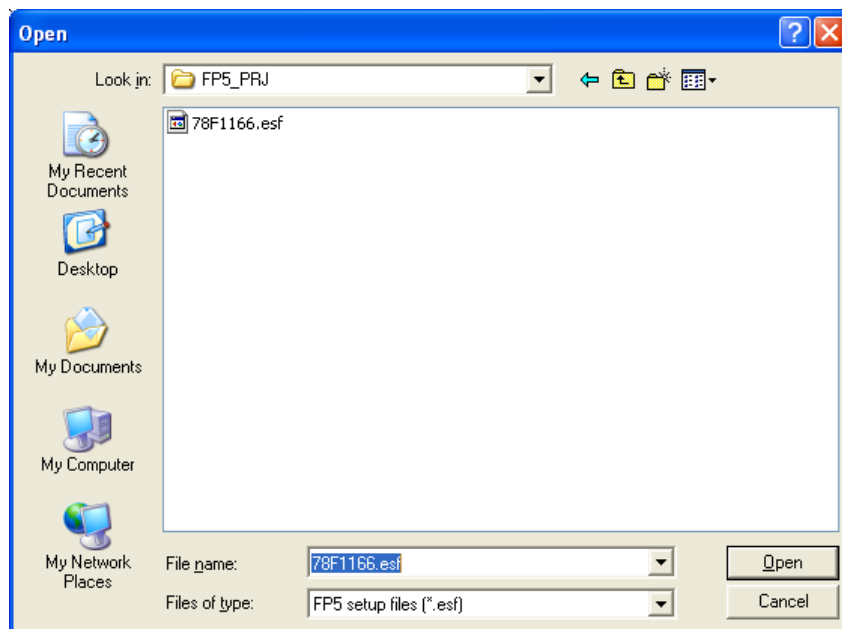 Open
Look in:
FP5_PRJ
78F1166.esf
My Recent
Documents
Desktop
My Documents
My Computer
My Network
Places
File name:
78F1166.esf
Open
Files of type:
FP5 setup files (*.esf)
Cancel